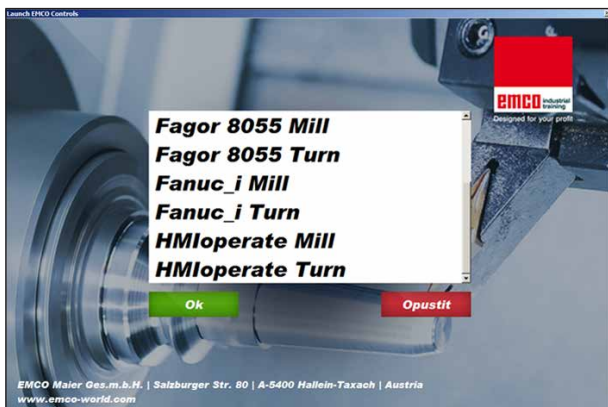 Launch EMCO Controls
emco industrial
training
Designed for your profit
Fagor 8055 Mill
Fagor 8055 Turn
Fanuc_i Mill
Fanuc_i Turn
HMIoperate Mill
HMIoperate Turn
Ok
Opustit
EMCO Maier Ges.m.b.H. | Salzburger Str. 80 | A-5400 Hallein-Taxach | Austria
www.emco-world.com